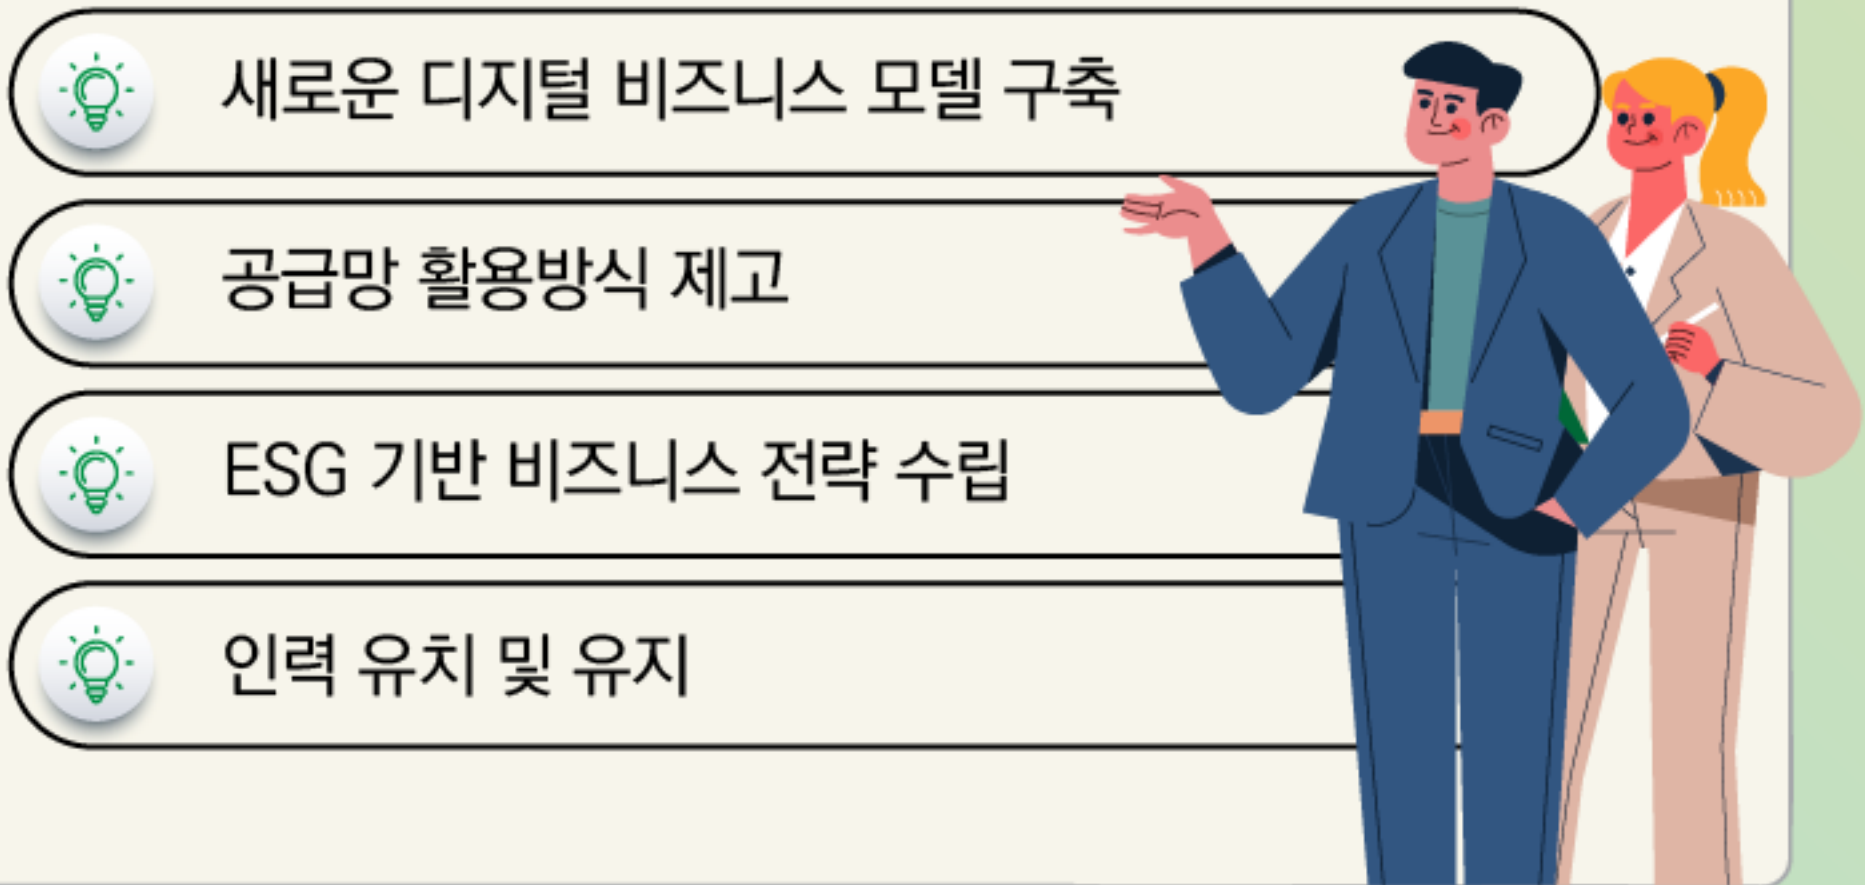 새로운 디지털 비즈니스 모델 구축
공급망 활용방식 제고
ESG 기반 비즈니스 전략 수립
인력 유치 및 유지